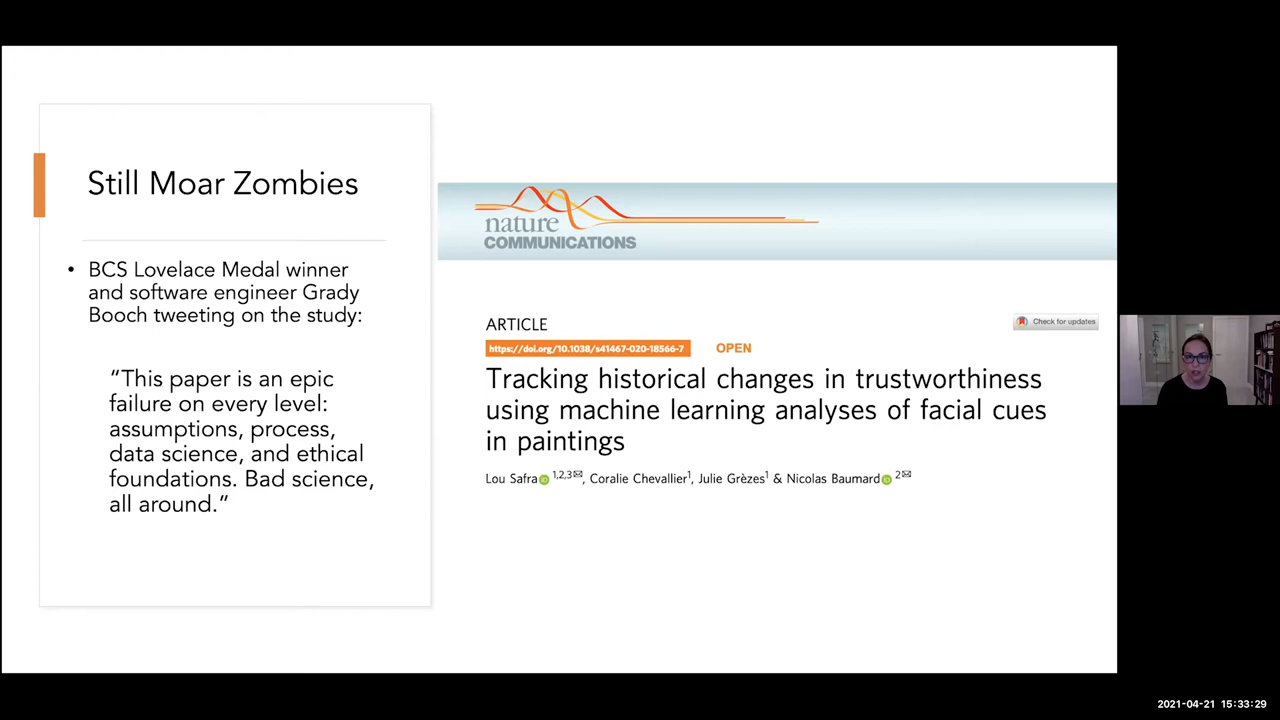 Still Moar Zombies
• BCS Lovelace Medal winner
and software engineer Grady
Booch tweeting on the study:
“This paper is an epic
failure on every level:
assumptions, process,
data science, and ethical
foundations. Bad science,
all around.”
nature
COMMUNICATIONS
ARTICLE
Check for updates
https://doi.org/10.1038/s41467-020-18566-7 OPEN
Tracking historical changes in trustworthiness
using machine learning analyses of facial cues
in paintings
Lou Safra 1,2,3✉, Coralie Chevallier1, Julie Grèzes1 & Nicolas Baumard 2✉
2021-04-21 15:33:29